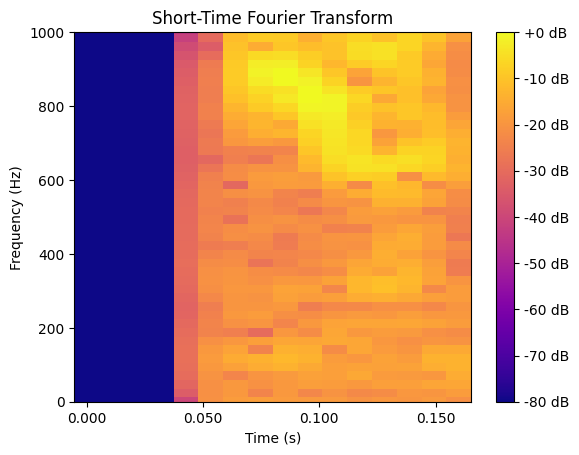 Short-Time Fourier Transform
1000
800
600
400
200
0
Frequency (Hz)
0.000
0.050
0.100
0.150
Time (s)
+0 dB
-10 dB
-20 dB
-30 dB
-40 dB
-50 dB
-60 dB
-70 dB
-80 dB